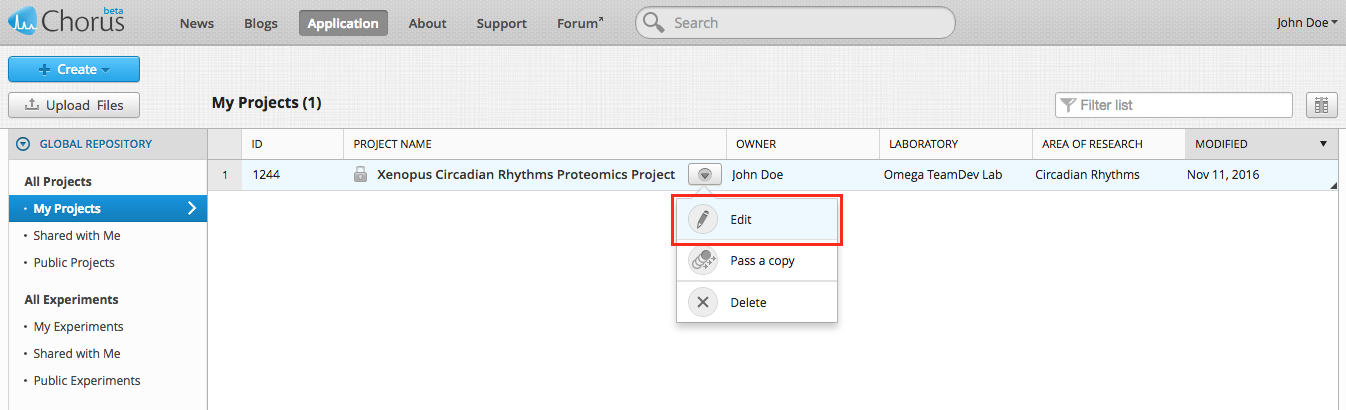 Chorus beta
News Blogs Application About Support Forum Search John Doe
Create
Upload Files
My Projects (1)
Filter list
GLOBAL REPOSITORY
ID PROJECT NAME OWNER LABORATORY AREA OF RESEARCH MODIFIED
1 1244 Xenopus Circadian Rhythms Proteomics Project John Doe Omega TeamDev Lab Circadian Rhythms Nov 11, 2016
All Projects
· My Projects
· Shared with Me
· Public Projects
All Experiments
· My Experiments
· Shared with Me
· Public Experiments
Edit
Pass a copy
Delete